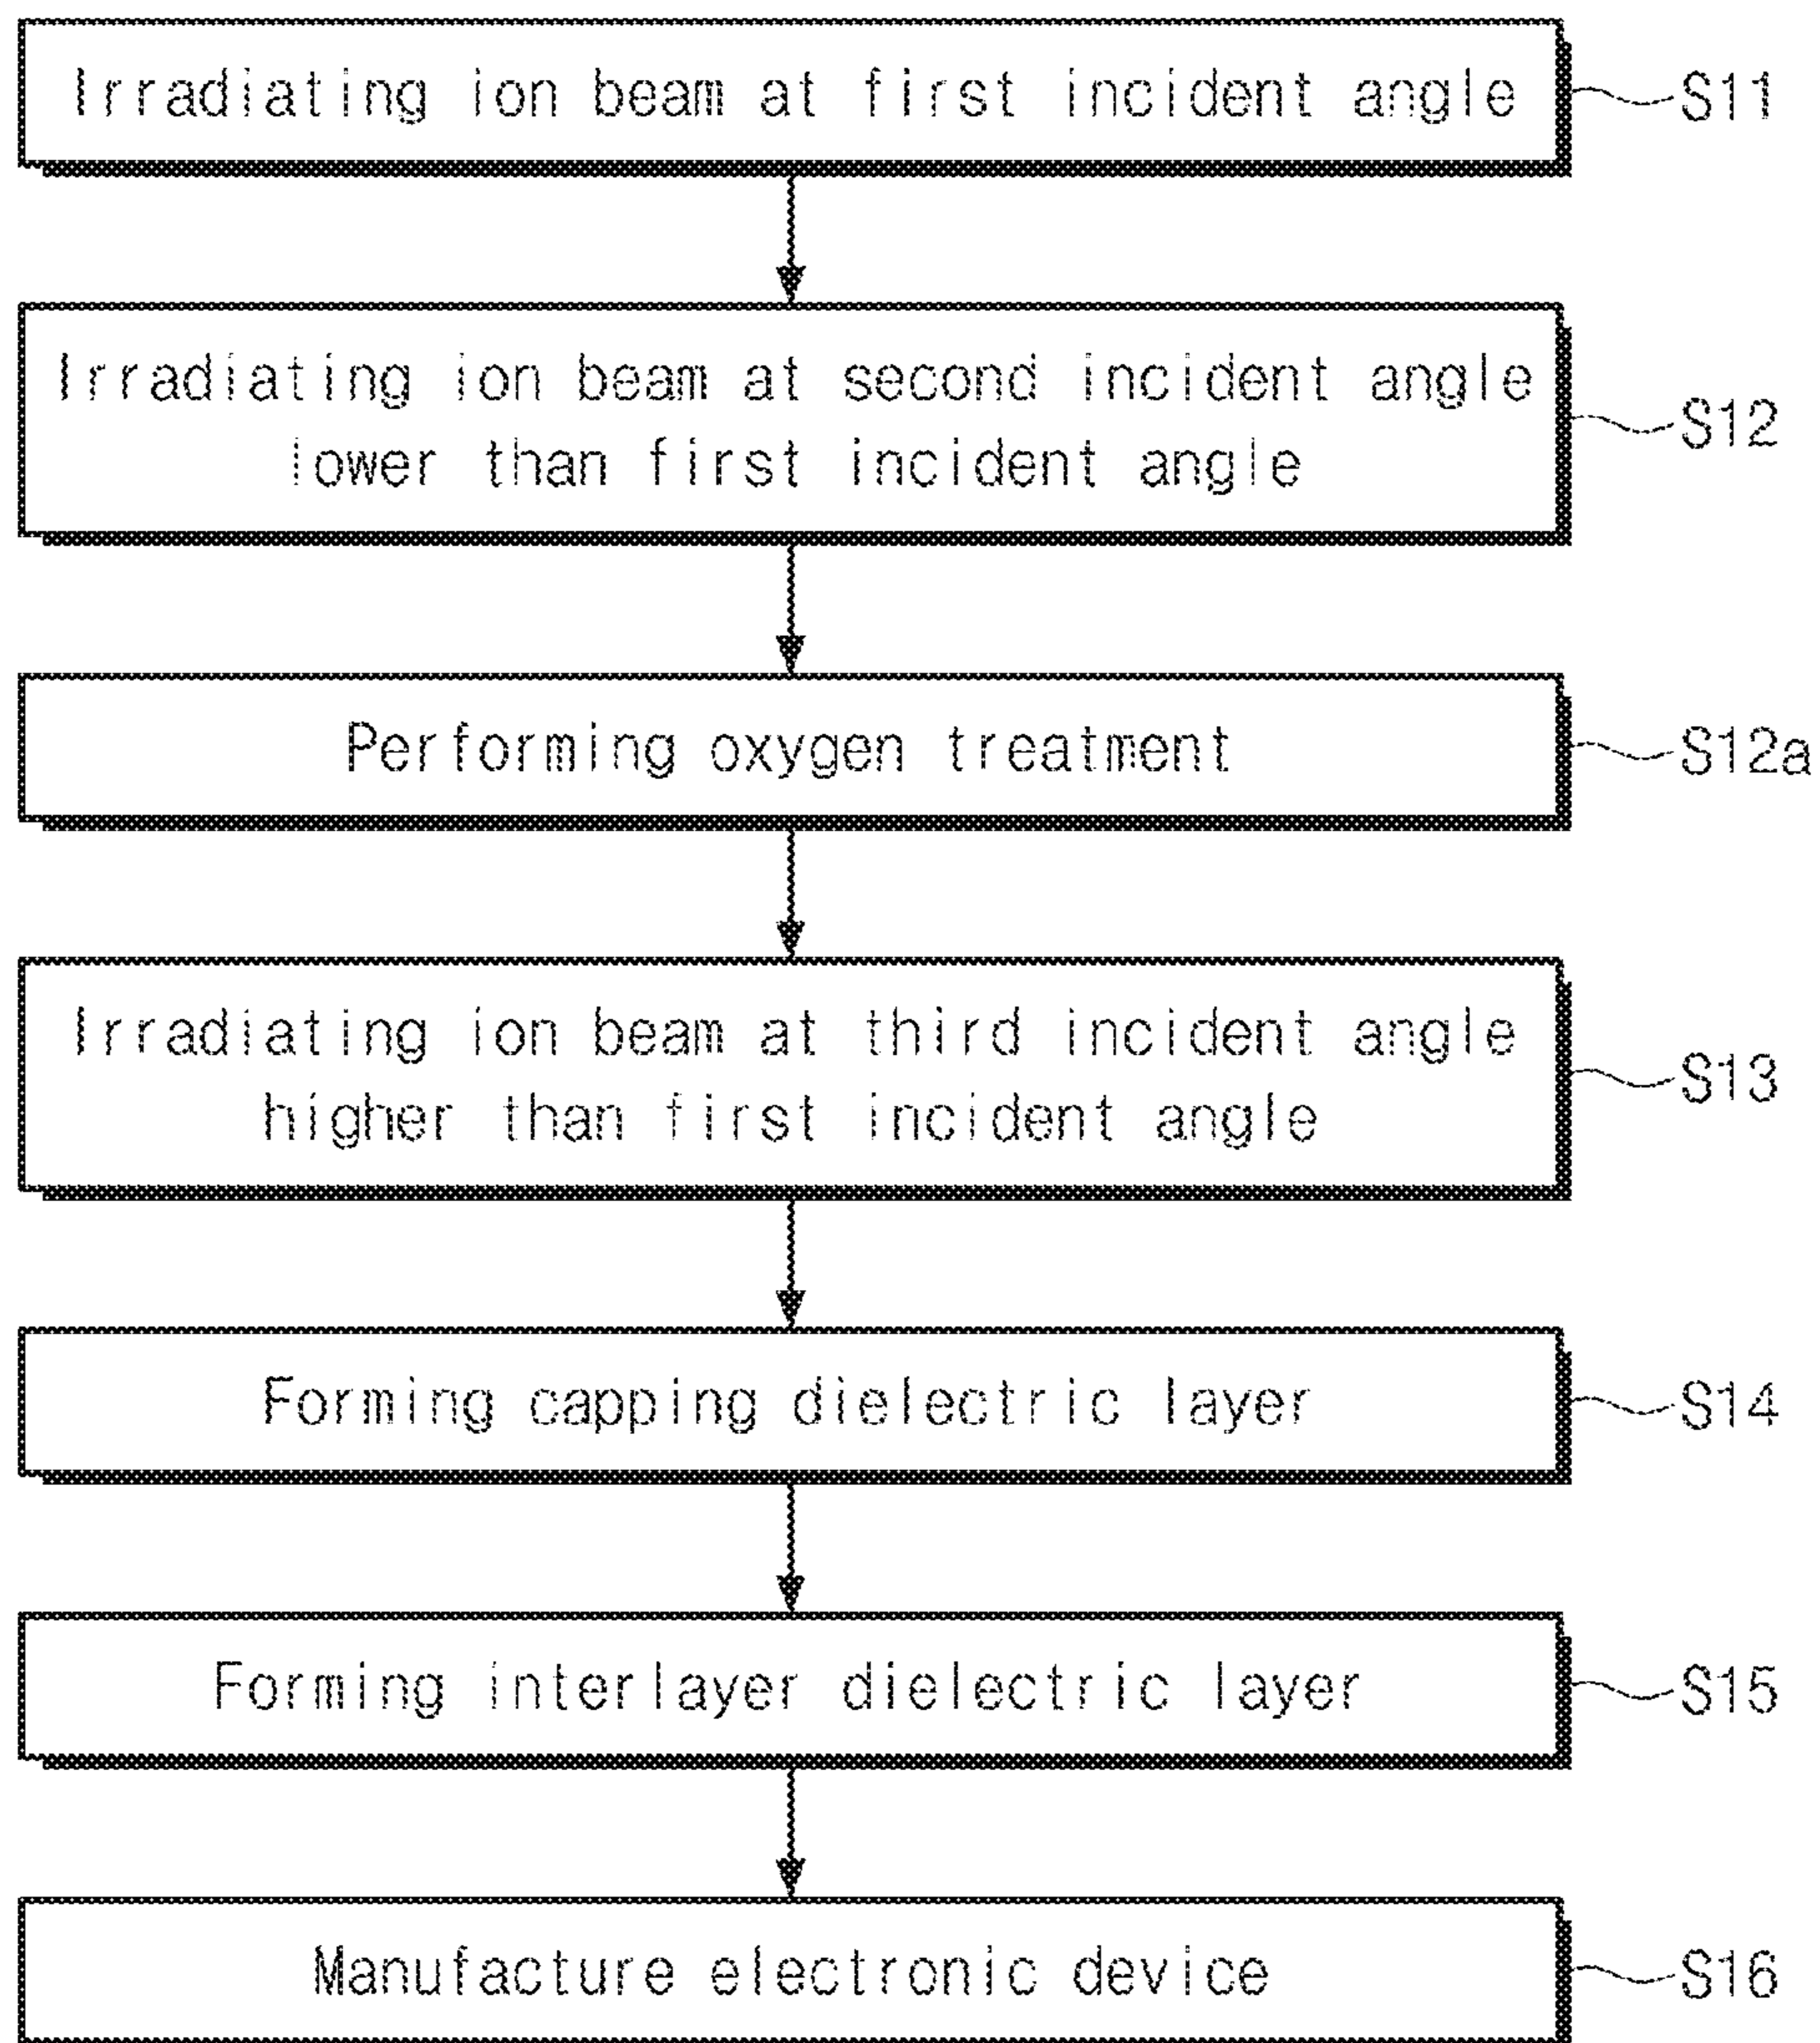 Irradiating ion beam at first incident angle
S11
Irradiating ion beam at second incident angle
lower than first incident angle
S12
Performing oxygen treatment
S12a
Irradiating ion beam at third incident angle
higher than first incident angle
S13
Forming capping dielectric layer
S14
Forming interlayer dielectric layer
S15
Manufacture electronic device
S16